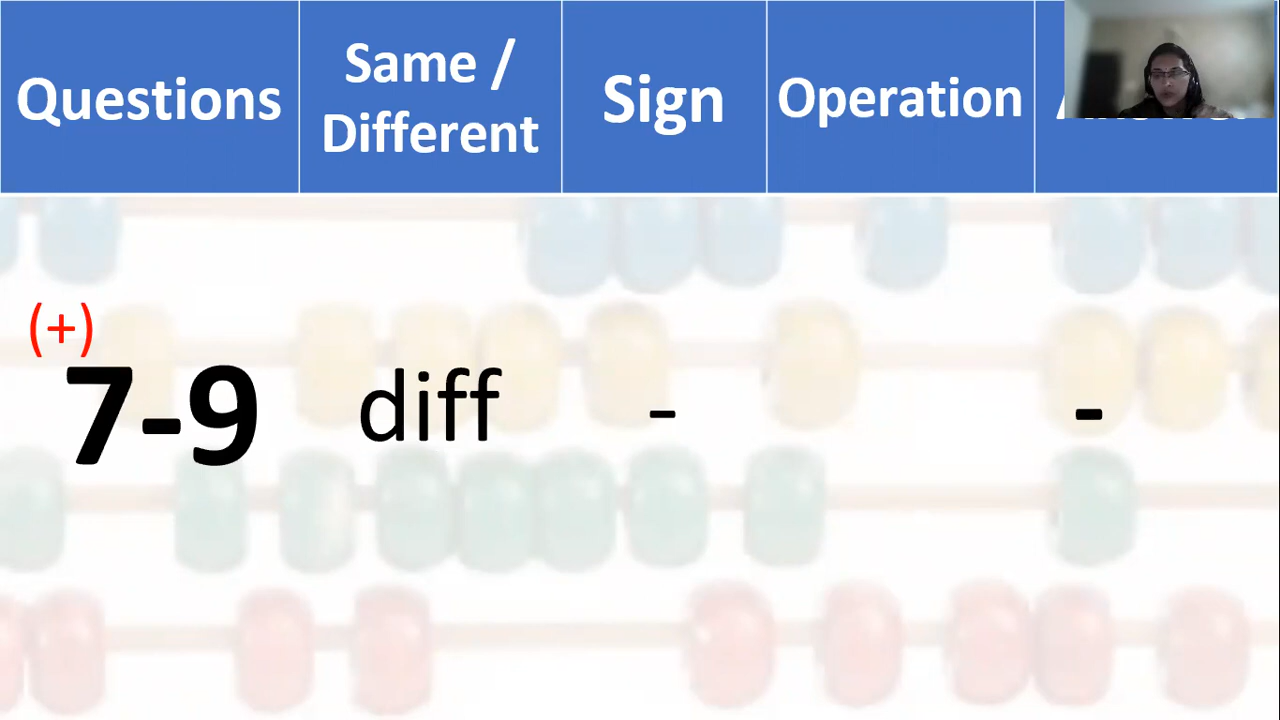 Questions
Same /
Different
Sign
Operation
(+)
7-9
diff
-
-